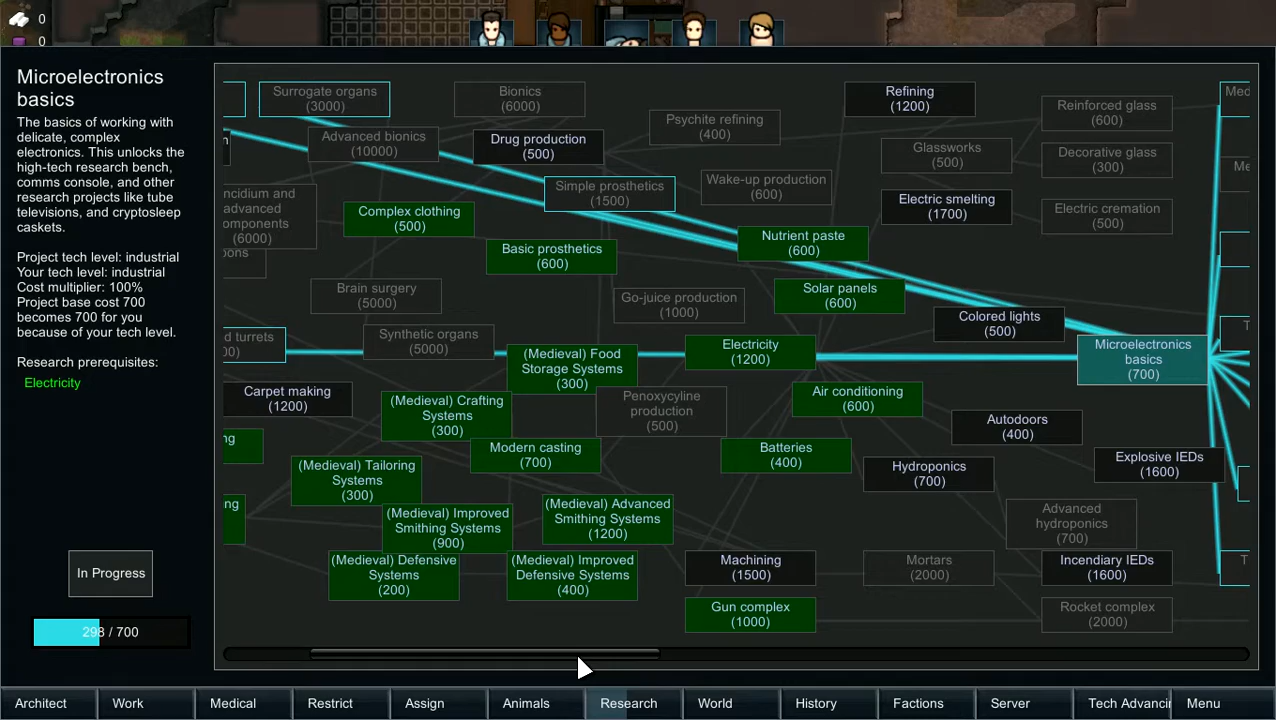 0
0
Microelectronics
basics
The basics of working with
delicate, complex
electronics. This unlocks the
high-tech research bench,
comms console, and other
research projects like tube
televisions, and cryptosleep
caskets.
Project tech level: industrial
Your tech level: industrial
Cost multiplier: 100%
Project base cost 700
becomes 700 for you
because of your tech level.
Research prerequisites:
Electricity
In Progress
298 / 700
Surrogate organs
(3000)
Bionics
(6000)
Refining
(1200)
Reinforced glass
(600)
Advanced bionics
(10000)
Drug production
(500)
Psychite refining
(400)
Glassworks
(500)
Decorative glass
(300)
Simple prosthetics
(1500)
Wake-up production
(600)
Electric smelting
(1700)
Electric cremation
(500)
ncidium and
advanced
omponents
(6000)
Complex clothing
(500)
Basic prosthetics
(600)
Nutrient paste
(600)
Solar panels
(600)
Brain surgery
(5000)
Go-juice production
(1000)
Colored lights
(500)
d turrets
Synthetic organs
(5000)
(Medieval) Food
Storage Systems
(300)
Electricity
(1200)
Microelectronics
basics
(700)
Carpet making
(1200)
(Medieval) Crafting
Systems
(300)
Penoxycyline
production
(500)
Air conditioning
(600)
Autodoors
(400)
Modern casting
(700)
Batteries
(400)
Hydroponics
(700)
Explosive IEDs
(1600)
(Medieval) Tailoring
Systems
(300)
(Medieval) Improved
Smithing Systems
(900)
(Medieval) Advanced
Smithing Systems
(1200)
Advanced
hydroponics
(700)
(Medieval) Defensive
Systems
(200)
(Medieval) Improved
Defensive Systems
(400)
Machining
(1500)
Mortars
(2000)
Incendiary IEDs
(1600)
Gun complex
(1000)
Rocket complex
(2000)
Architect
Work
Medical
Restrict
Assign
Animals
Research
World
History
Factions
Server
Tech Advanci
Menu